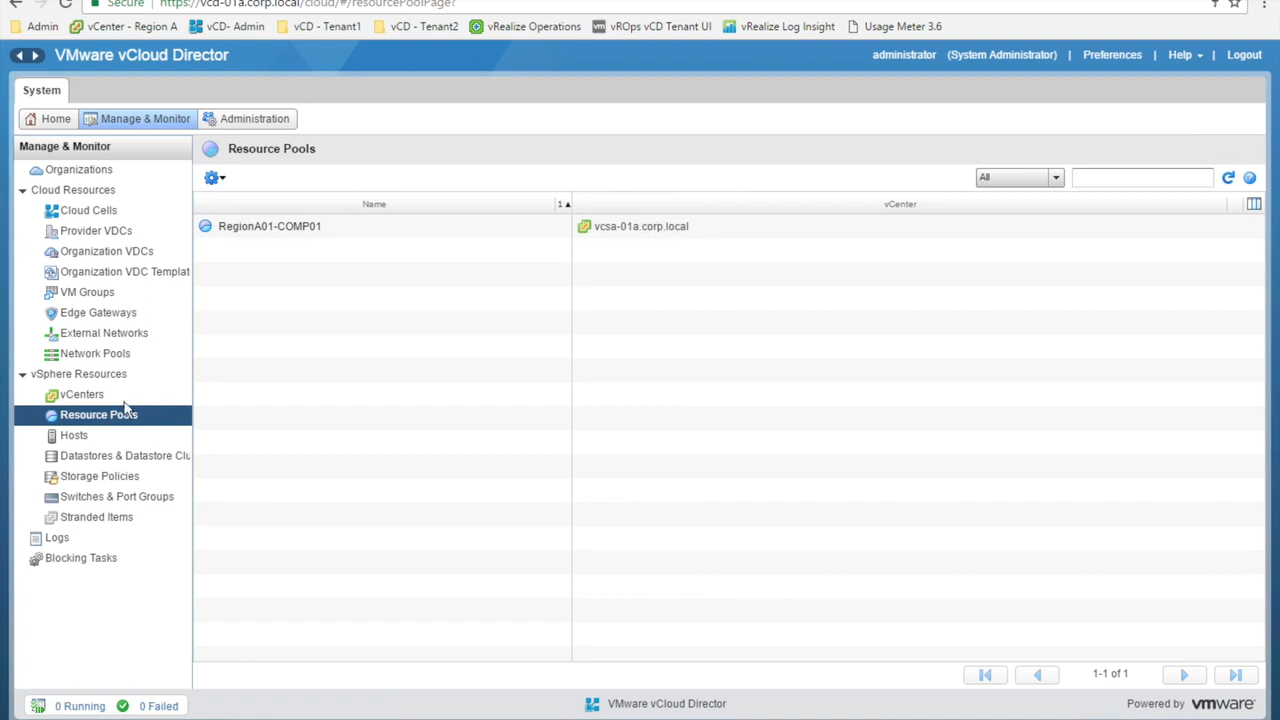 Secure https://vcd-01a.corp.local/cloud/#/resourcePoolPage?
Admin vCenter - Region A vCD- Admin vCD - Tenant1 vCD - Tenant2 vRealize Operations vROps vCD Tenant UI vRealize Log Insight Usage Meter 3.6
VMware vCloud Director
administrator (System Administrator) | Preferences | Help | Logout
System
Home Manage & Monitor Administration
Manage & Monitor
Resource Pools
Organizations
Cloud Resources
Cloud Cells
Provider VDCs
Organization VDCs
Organization VDC Templat
VM Groups
Edge Gateways
External Networks
Network Pools
vSphere Resources
vCenters
Resource Pools
Hosts
Datastores & Datastore Clu
Storage Policies
Switches & Port Groups
Stranded Items
Logs
Blocking Tasks
All
Name 1 ▲ vCenter
RegionA01-COMP01 vcsa-01a.corp.local
1-1 of 1
0 Running 0 Failed
VMware vCloud Director
Powered by vmware